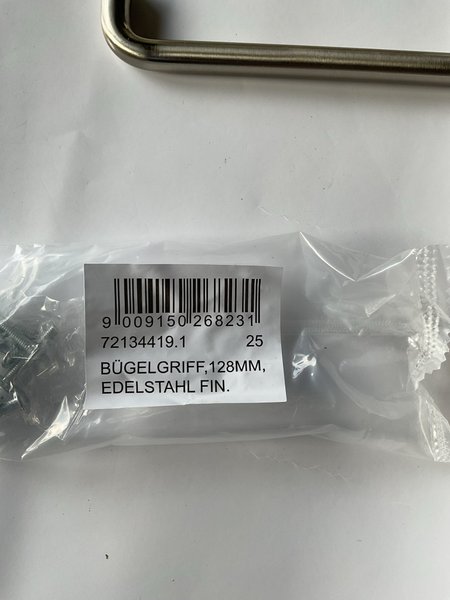 9 009150 268231
72134419.1 25
BÜGELGRIFF,128MM,
EDELSTAHL FIN.